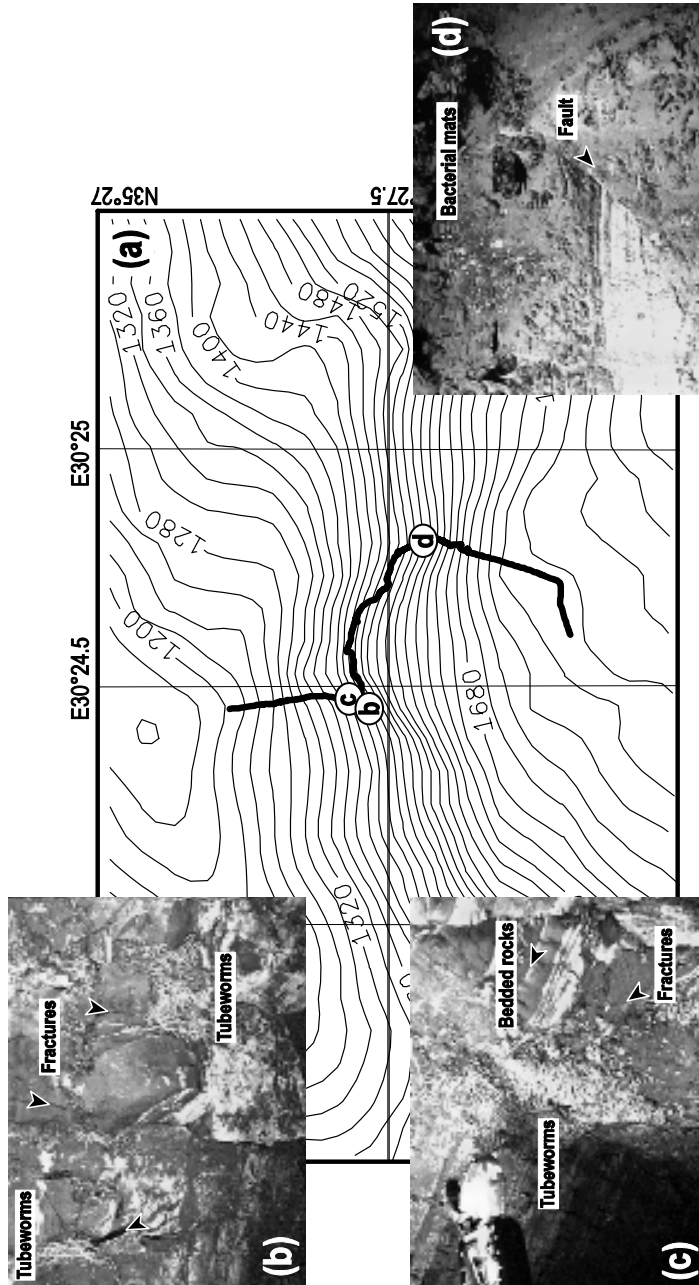 (b)
Tubeworms
Fractures
Tubeworms
(a)
N35°27
°27.5
E30°24.5
E30°25
1200
1280
1320
1360
1400
1440
1480
1520
1320
1680
b
c
d
(c)
Tubeworms
Bedded rocks
Fractures
(d)
Bacterial mats
Fault